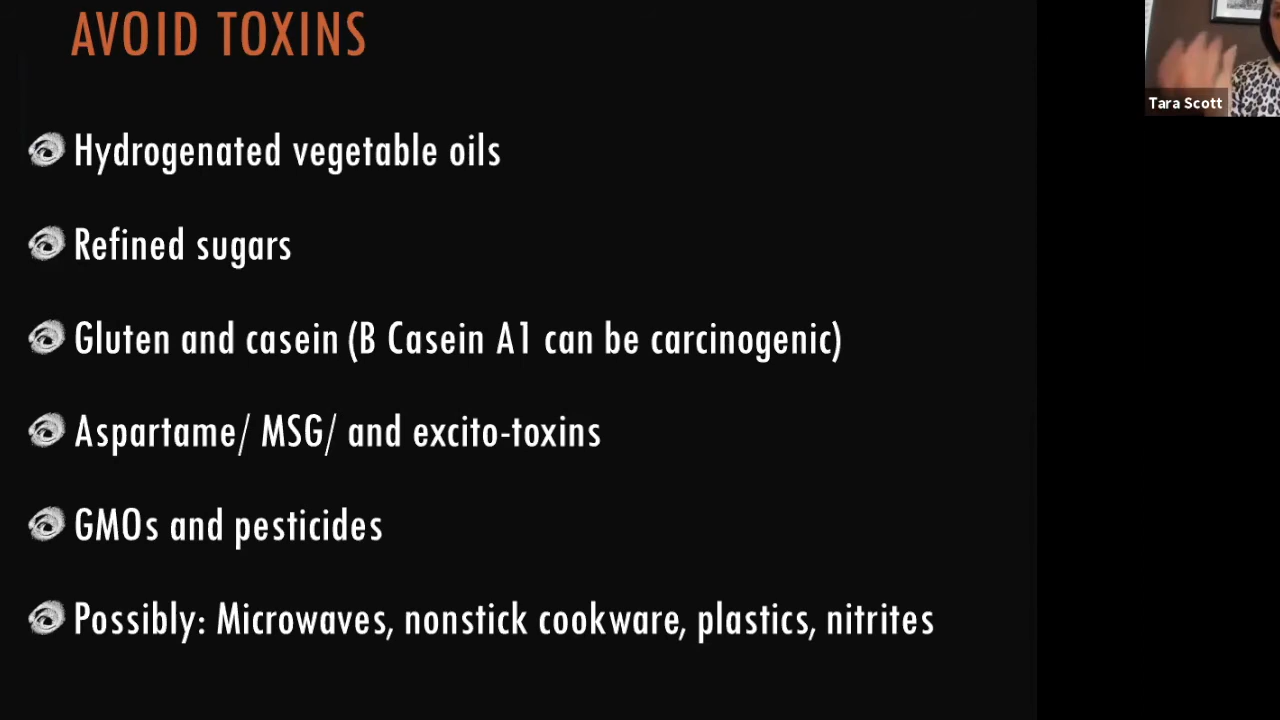 AVOID TOXINS
Tara Scott
Hydrogenated vegetable oils
Refined sugars
Gluten and casein (B Casein A1 can be carcinogenic)
Aspartame/ MSG/ and excito-toxins
GMOs and pesticides
Possibly: Microwaves, nonstick cookware, plastics, nitrites